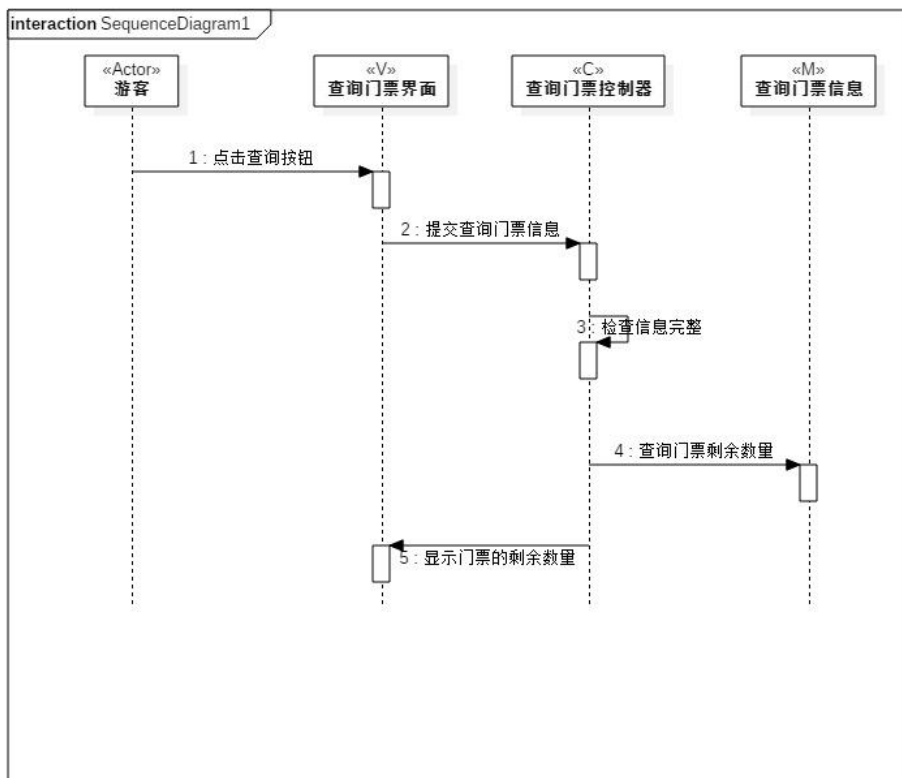 interaction SequenceDiagram1
«Actor»
游客
«V»
查询门票界面
«C»
查询门票控制器
«M»
查询门票信息
1 : 点击查询按钮
2 : 提交查询门票信息
3 : 检查信息完整
4 : 查询门票剩余数量
5 : 显示门票的剩余数量